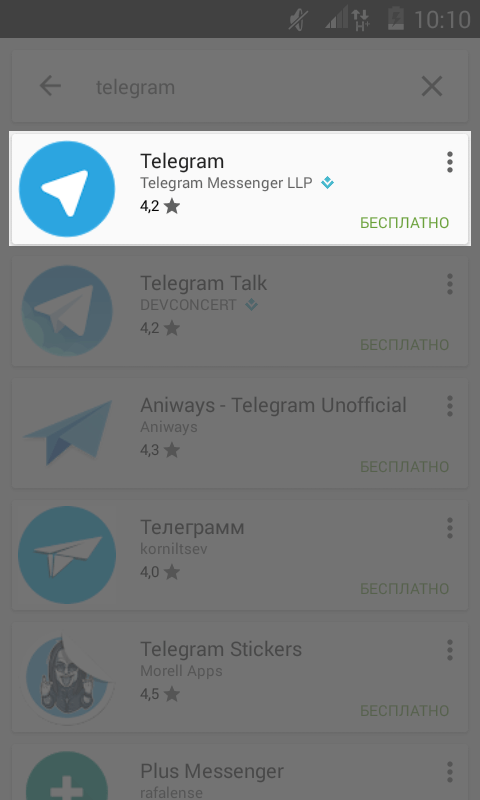 10:10
telegram
Telegram
Telegram Messenger LLP
4,2
БЕСПЛАТНО
Telegram Talk
DEVCONCERT
4,2
БЕСПЛАТНО
Aniways - Telegram Unofficial
Aniways
4,3
БЕСПЛАТНО
Телеграмм
korniltsev
4,0
БЕСПЛАТНО
Telegram Stickers
Morell Apps
4,5
БЕСПЛАТНО
Plus Messenger
rafalense